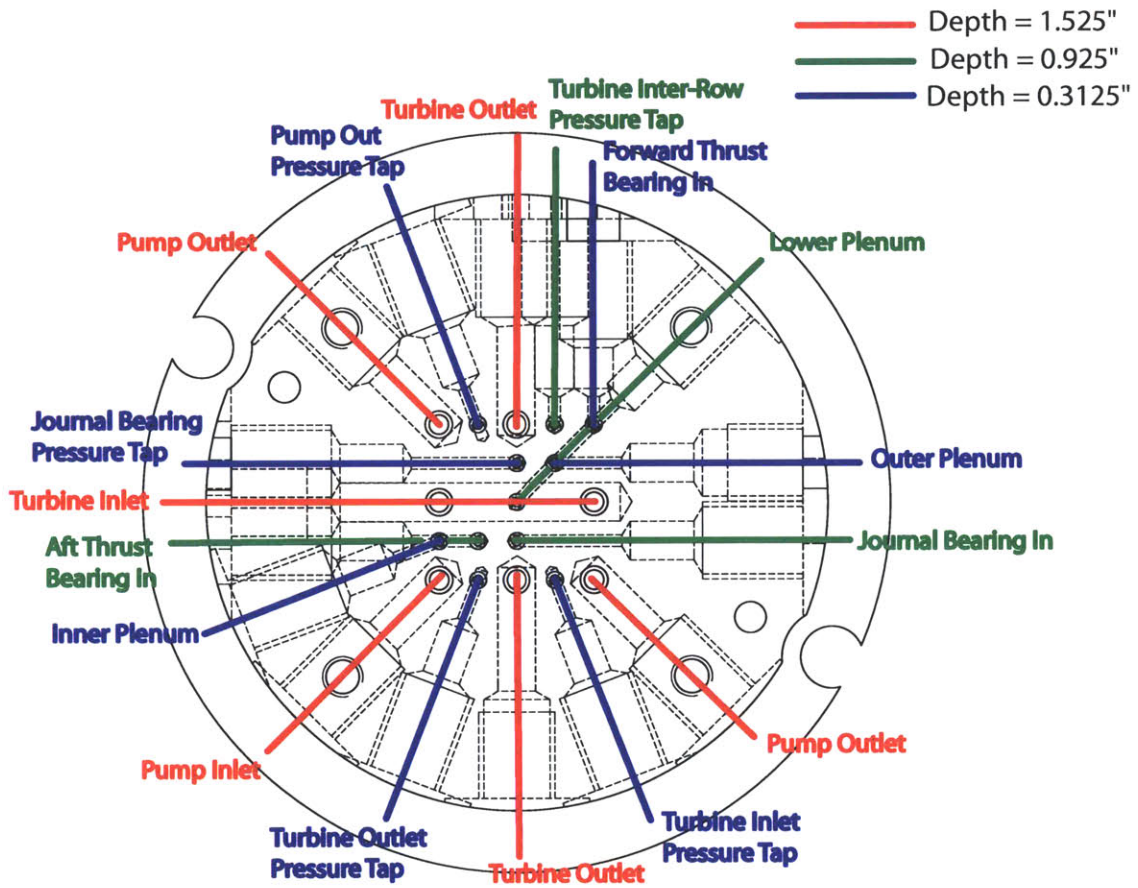 Depth = 1.525"
Depth = 0.925"
Depth = 0.3125"
Turbine Inter-Row
Pressure Tap
Turbine Outlet
Pump Out
Pressure Tap
Forward Thrust
Bearing In
Pump Outlet
Lower Plenum
Journal Bearing
Pressure Tap
Outer Plenum
Turbine Inlet
Aft Thrust
Bearing In
Journal Bearing In
Inner Plenum
Pump Inlet
Pump Outlet
Turbine Outlet
Pressure Tap
Turbine Outlet
Turbine Inlet
Pressure Tap